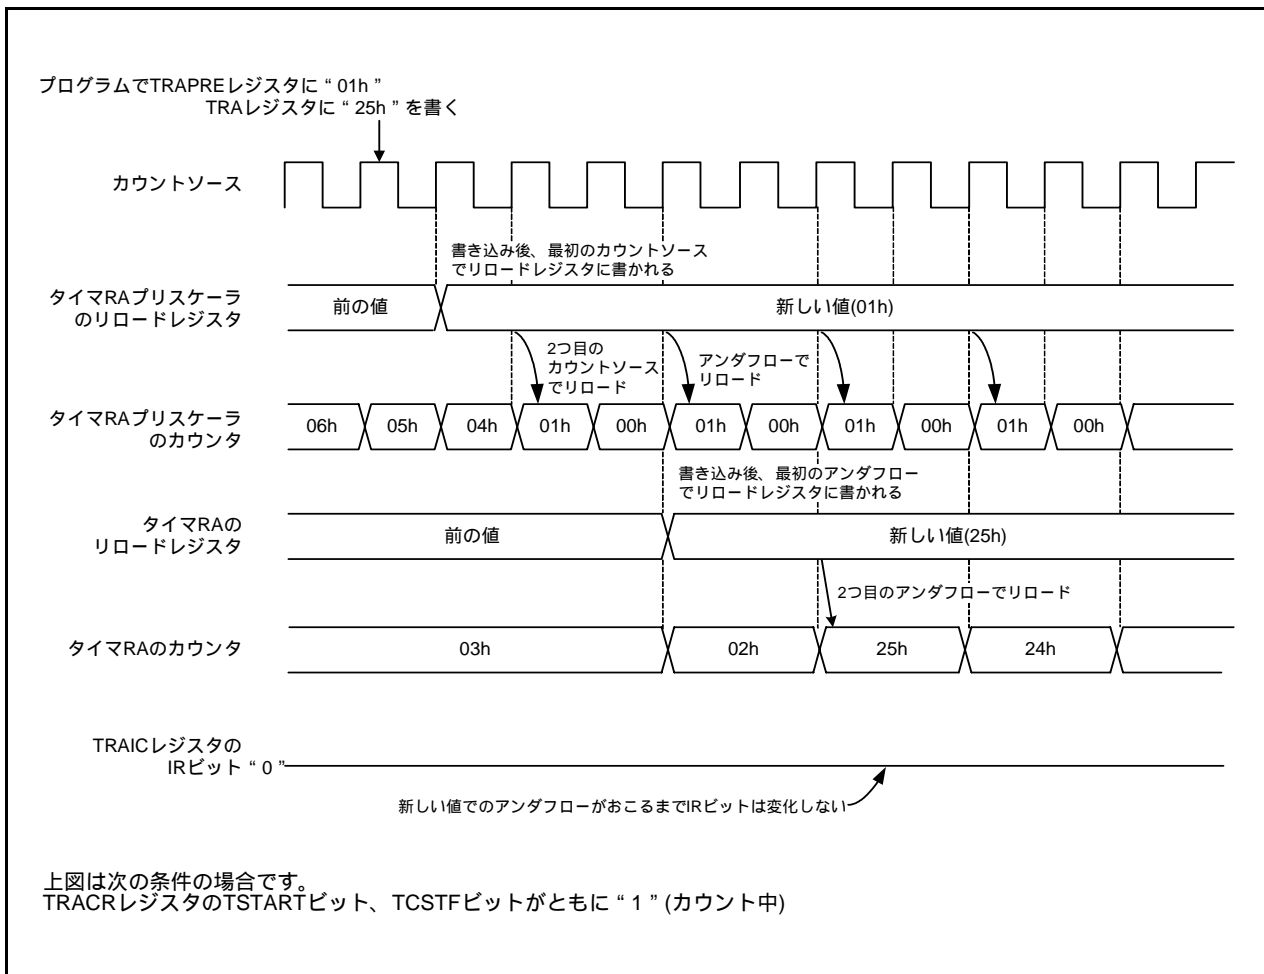 プログラムでTRAPREレジスタに“01h”
TRAレジスタに“25h”を書く
カウントソース
書き込み後、最初のカウントソース
でリロードレジスタに書かれる
タイマRAプリスケーラ
のリロードレジスタ
前の値
新しい値(01h)
2つ目の
カウントソース
でリロード
アンダフローで
リロード
タイマRAプリスケーラ
のカウンタ
06h
05h
04h
01h
00h
01h
00h
01h
00h
01h
00h
書き込み後、最初のアンダフロー
でリロードレジスタに書かれる
タイマRAの
リロードレジスタ
前の値
新しい値(25h)
2つ目のアンダフローでリロード
タイマRAのカウンタ
03h
02h
25h
24h
TRAICレジスタの
IRビット“0”
新しい値でのアンダフローがおこるまでIRビットは変化しない
上図は次の条件の場合です。
TRACRレジスタのTSTARTビット、TCSTFビットがともに“1”(カウント中)